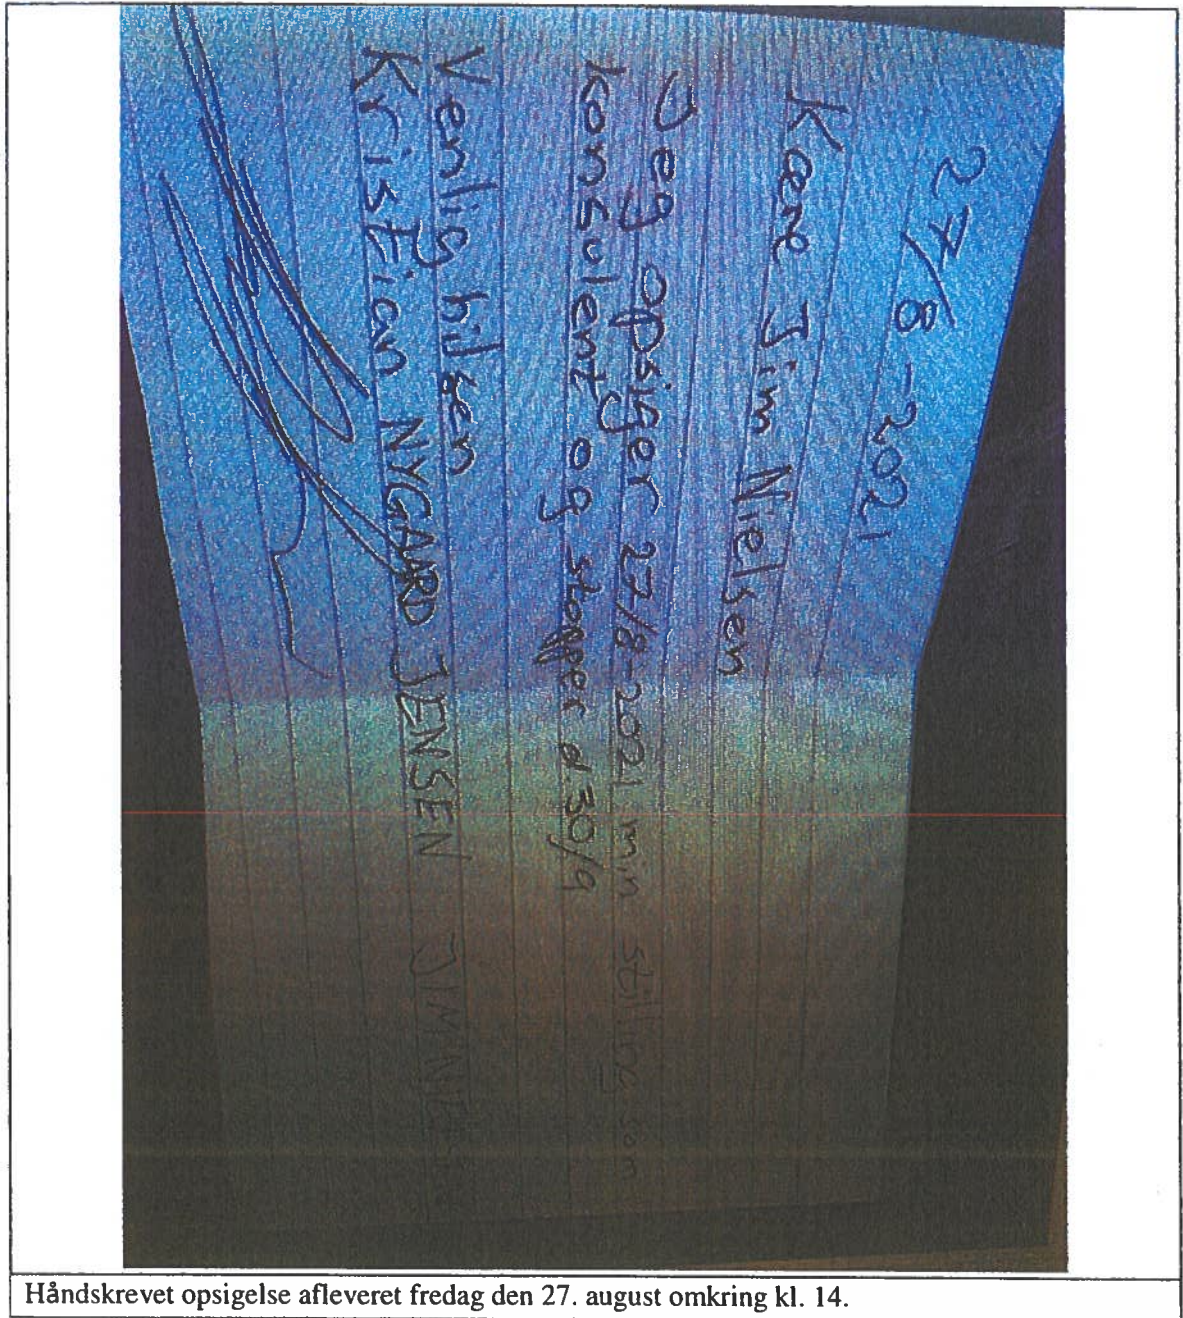 27/8-2021
Kære Jim Nielsen
Jeg opsiger 27/8-2021 min stilling som
konsulent og stopper d 30/9
Venlig hilsen
Kristian NYGAARD JENSEN JIM
Håndskrevet opsigelse afleveret fredag den 27. august omkring kl. 14.